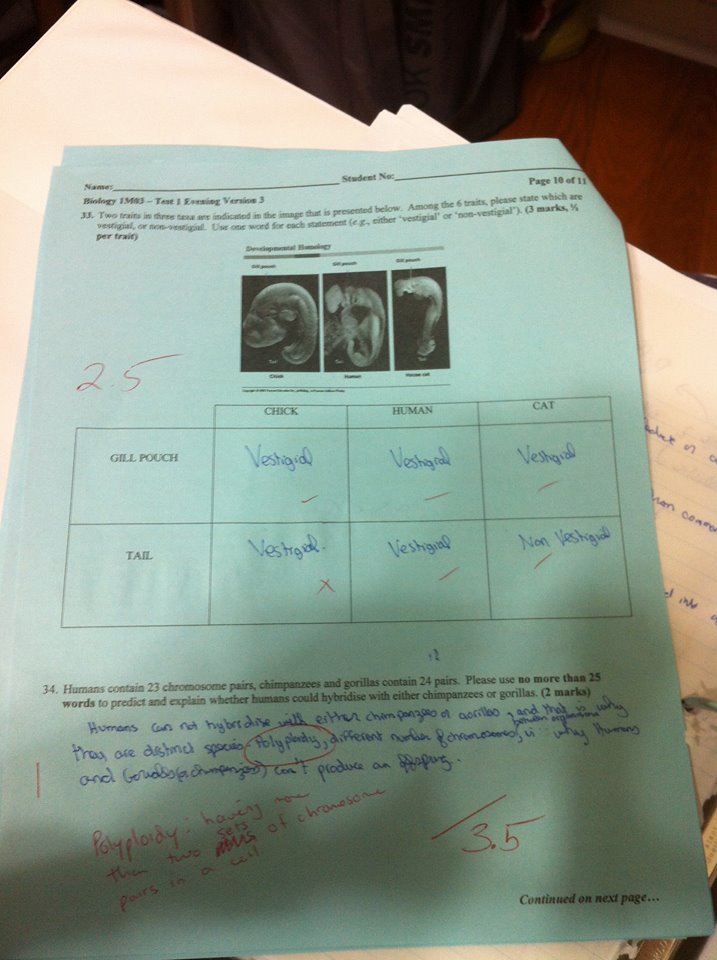 OK SMA
Name: Student No:
Page 10 of 11
Biology 1M03 – Test 1 Evening Version 3
33. Two traits in three taxa are indicated in the image that is presented below. Among the 6 traits, please state which are
vestigial, or non-vestigial. Use one word for each statement (e.g., either ‘vestigial’ or ‘non-vestigial’). (3 marks, ½
per trait)
Developmental Homology
Gill pouch Gill pouch Gill pouch
Tail Tail Tail
Chick Human House cat
2.5
CHICK HUMAN CAT
GILL POUCH Vestigial Vestigial Vestigial
TAIL Vestigial. Vestigial Non Vestigial
34. Humans contain 23 chromosome pairs, chimpanzees and gorillas contain 24 pairs. Please use no more than 25
words to predict and explain whether humans could hybridise with either chimpanzees or gorillas. (2 marks)
Humans can not hybridise with either chimpanzees or gorillas, and that is why
between organisms
they are distinct species. Polyploidy, different number of chromosomes, is why Humans
and Gorillas (or chimpanzees) can't produce an offspring.
Polyploidy: having more
than two sets of chromosome
pairs in a cell
3.5
Continued on next page...